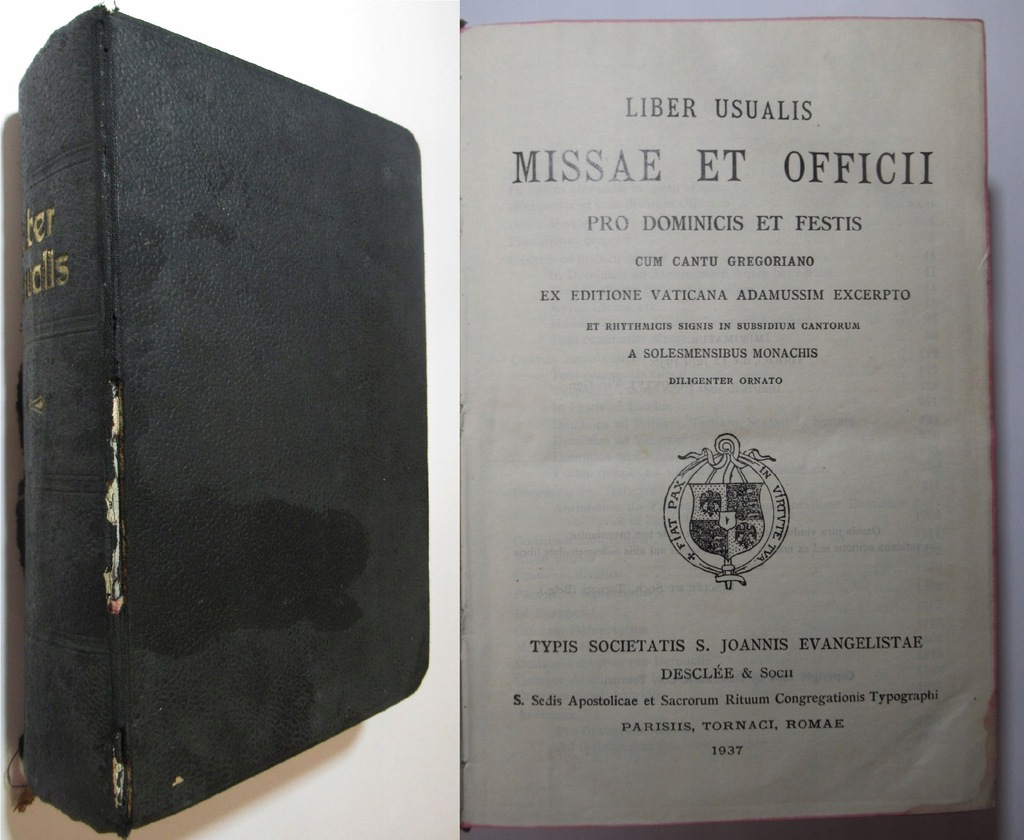 Liber
Usualis
LIBER USUALIS
MISSAE ET OFFICII
PRO DOMINICIS ET FESTIS
CUM CANTU GREGORIANO
EX EDITIONE VATICANA ADAMUSSIM EXCERPTO
ET RHYTHMICIS SIGNIS IN SUBSIDIUM CANTORUM
A SOLESMENSIBUS MONACHIS
DILIGENTER ORNATO
✠ FIAT PAX IN VIRTVTE TVA
TYPIS SOCIETATIS S. JOANNIS EVANGELISTAE
DESCLÉE & Socii
S. Sedis Apostolicae et Sacrorum Rituum Congregationis Typographi
PARISIIS, TORNACI, ROMAE
1937